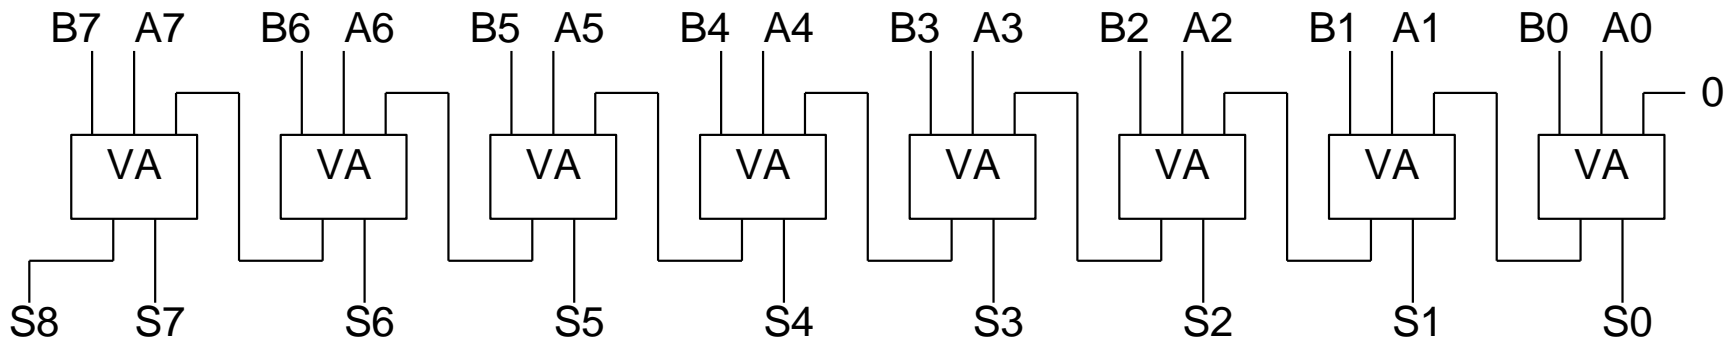 B7 A7 B6 A6 B5 A5 B4 A4 B3 A3 B2 A2 B1 A1 B0 A0
0
VA VA VA VA VA VA VA VA
S8 S7 S6 S5 S4 S3 S2 S1 S0